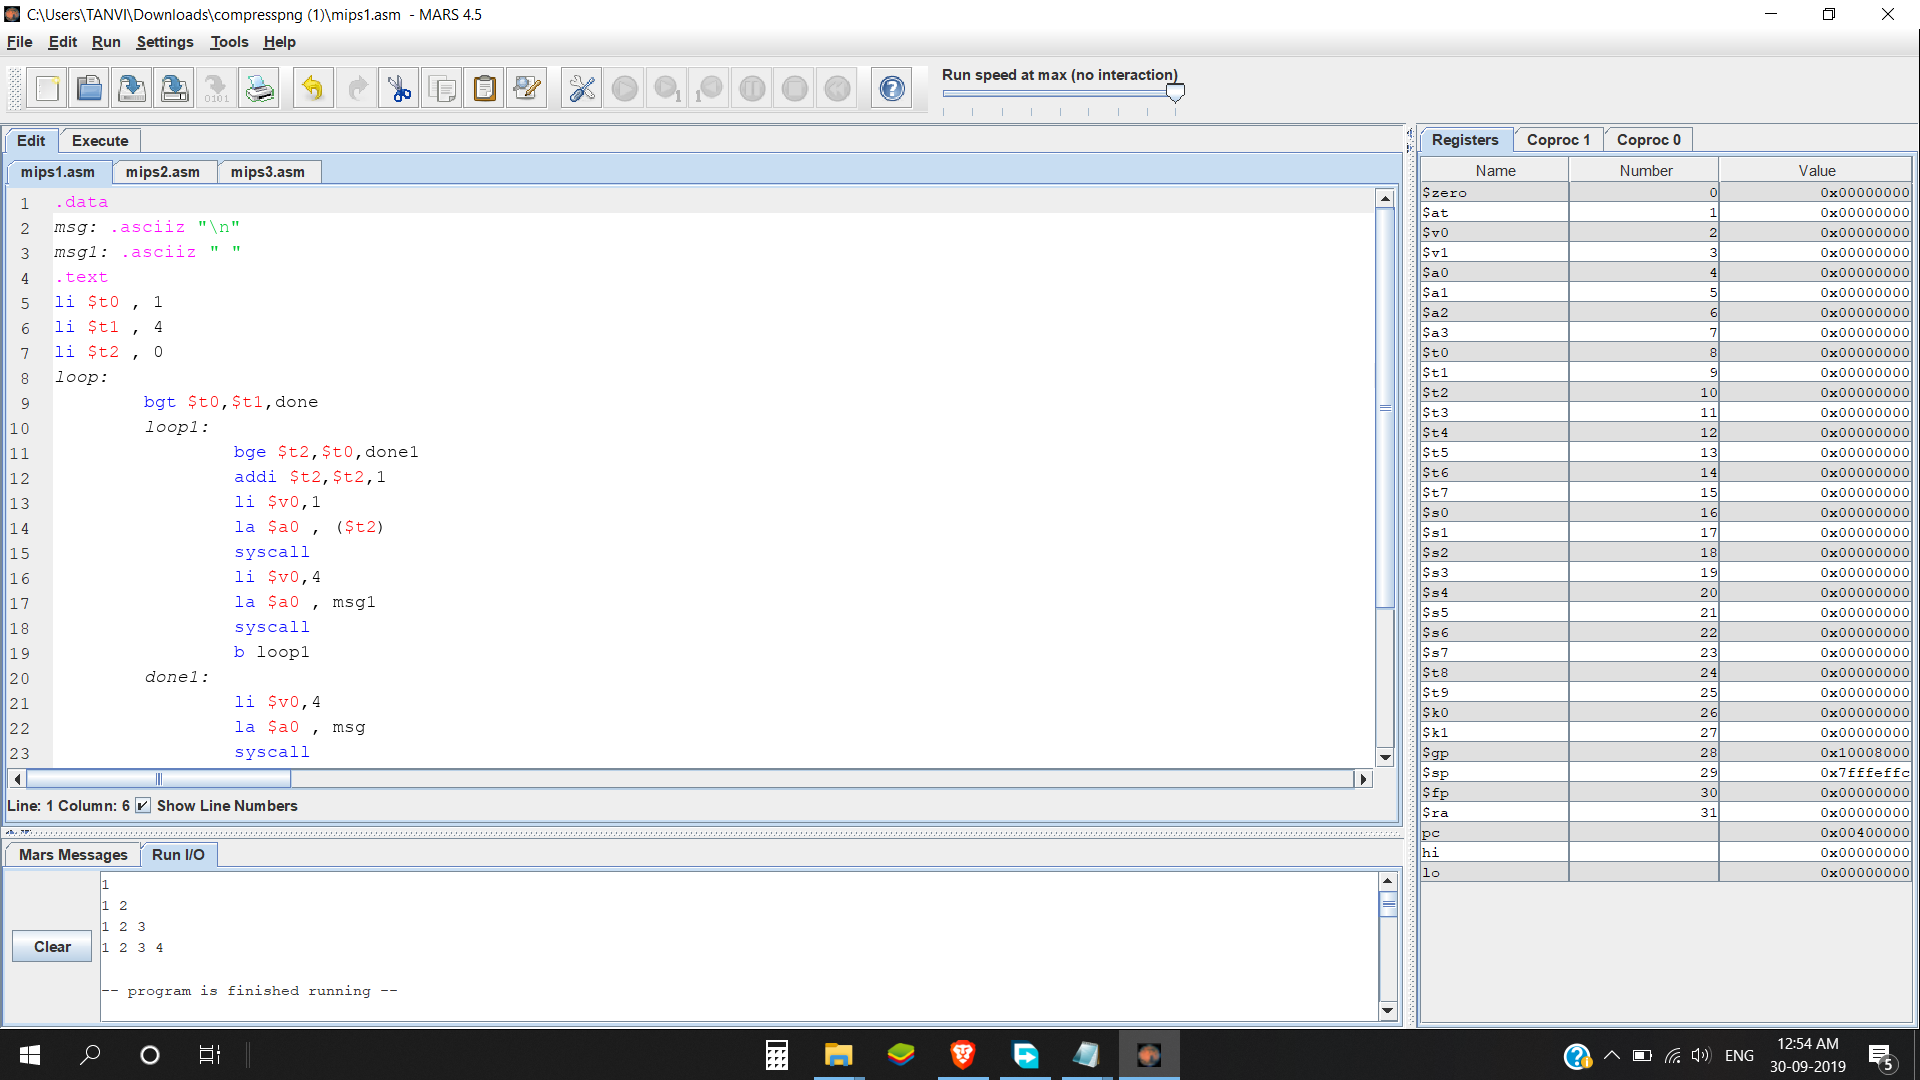 C:\Users\TANVI\Downloads\compresspng (1)\mips1.asm - MARS 4.5
File Edit Run Settings Tools Help
Run speed at max (no interaction)
Edit Execute
mips1.asm mips2.asm mips3.asm
1 .data
2 msg: .asciiz "\n"
3 msg1: .asciiz " "
4 .text
5 li $t0 , 1
6 li $t1 , 4
7 li $t2 , 0
8 loop:
9 bgt $t0,$t1,done
10 loop1:
11 bge $t2,$t0,done1
12 addi $t2,$t2,1
13 li $v0,1
14 la $a0 , ($t2)
15 syscall
16 li $v0,4
17 la $a0 , msg1
18 syscall
19 b loop1
20 done1:
21 li $v0,4
22 la $a0 , msg
23 syscall
Line: 1 Column: 6 Show Line Numbers
Mars Messages Run I/O
Clear
1
1 2
1 2 3
1 2 3 4
-- program is finished running --
Registers Coproc 1 Coproc 0
Name Number Value
$zero 0 0x00000000
$at 1 0x00000000
$v0 2 0x00000000
$v1 3 0x00000000
$a0 4 0x00000000
$a1 5 0x00000000
$a2 6 0x00000000
$a3 7 0x00000000
$t0 8 0x00000000
$t1 9 0x00000000
$t2 10 0x00000000
$t3 11 0x00000000
$t4 12 0x00000000
$t5 13 0x00000000
$t6 14 0x00000000
$t7 15 0x00000000
$s0 16 0x00000000
$s1 17 0x00000000
$s2 18 0x00000000
$s3 19 0x00000000
$s4 20 0x00000000
$s5 21 0x00000000
$s6 22 0x00000000
$s7 23 0x00000000
$t8 24 0x00000000
$t9 25 0x00000000
$k0 26 0x00000000
$k1 27 0x00000000
$gp 28 0x10008000
$sp 29 0x7fffeffc
$fp 30 0x00000000
$ra 31 0x00000000
pc 0x00400000
hi 0x00000000
lo 0x00000000
ENG
12:54 AM
30-09-2019
5